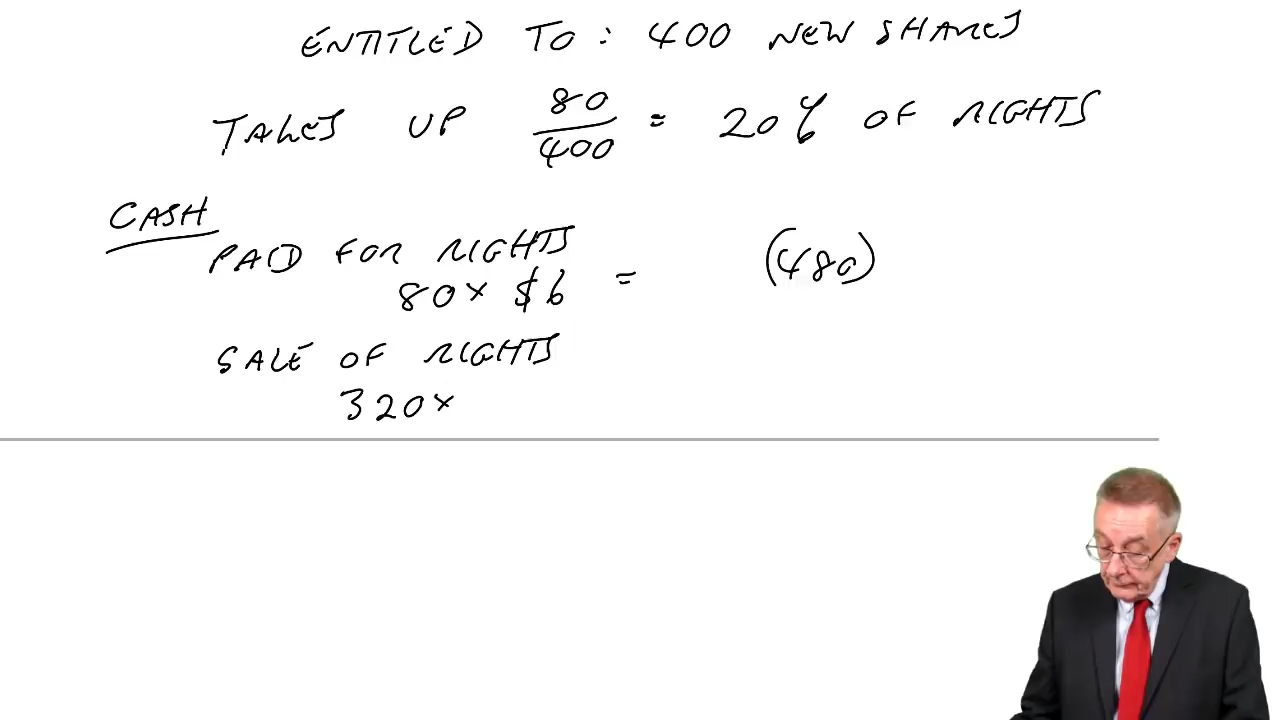 ENTITLED TO : 400 NEW SHARES
TAKES UP 80/400 = 20% OF RIGHTS
CASH
PAID FOR RIGHTS
80 x $6 = (480)
SALE OF RIGHTS
320 x